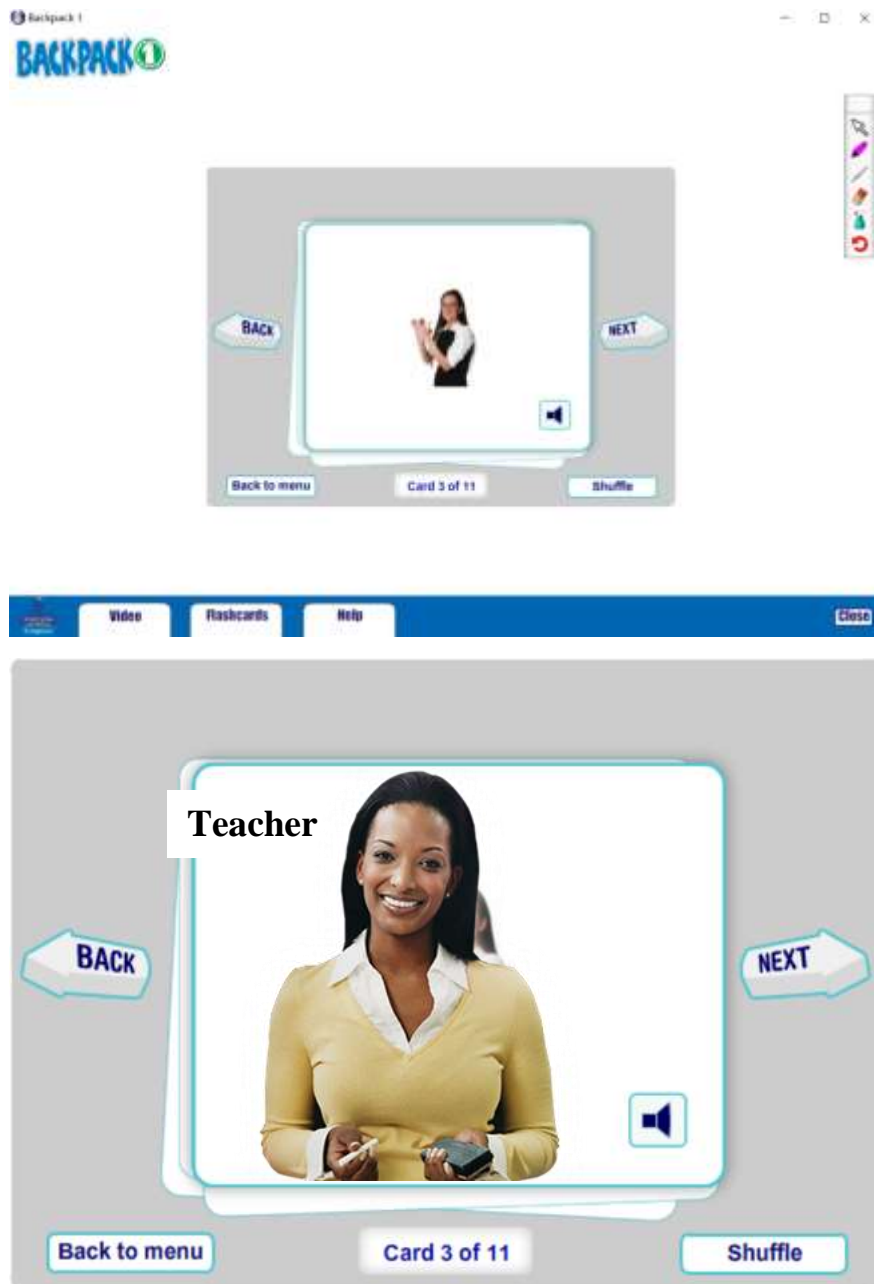 Backpack 1
BACKPACK 1
BACK
NEXT
Back to menu
Card 3 of 11
Shuffle
Video
Flashcards
Help
Close
Teacher
BACK
NEXT
Back to menu
Card 3 of 11
Shuffle